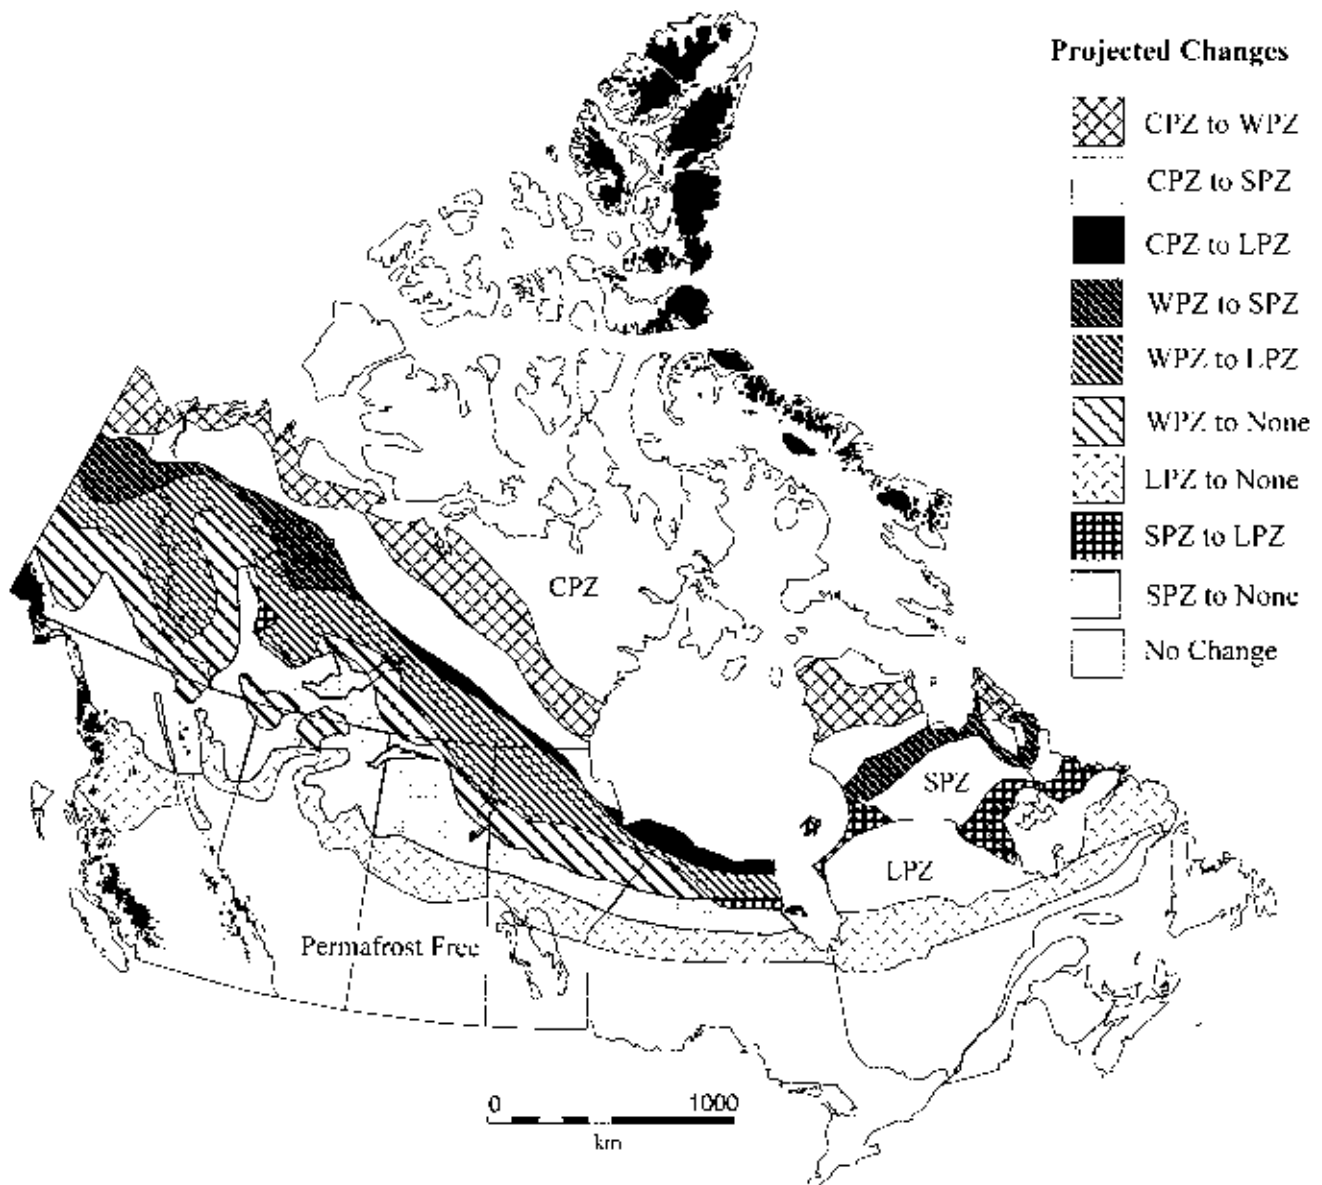 Projected Changes
CPZ to WPZ
CPZ to SPZ
CPZ to LPZ
WPZ to SPZ
WPZ to LPZ
WPZ to None
LPZ to None
SPZ to LPZ
SPZ to None
No Change
CPZ
SPZ
LPZ
Permafrost Free
0 1000
km